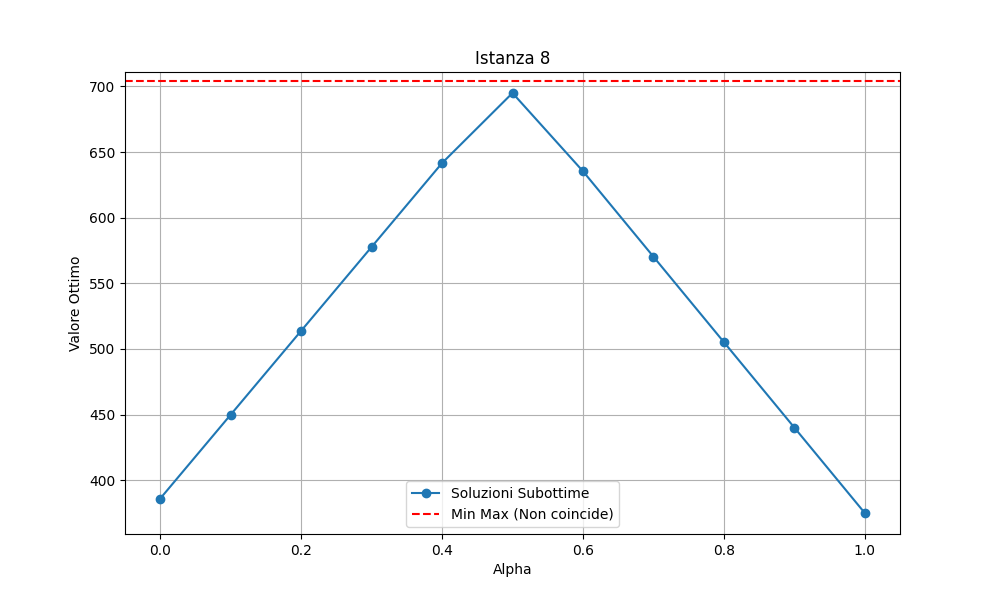 Istanza 8
Valore Ottimo
700
650
600
550
500
450
400
Soluzioni Subottime
Min Max (Non coincide)
0.0 0.2 0.4 0.6 0.8 1.0
Alpha